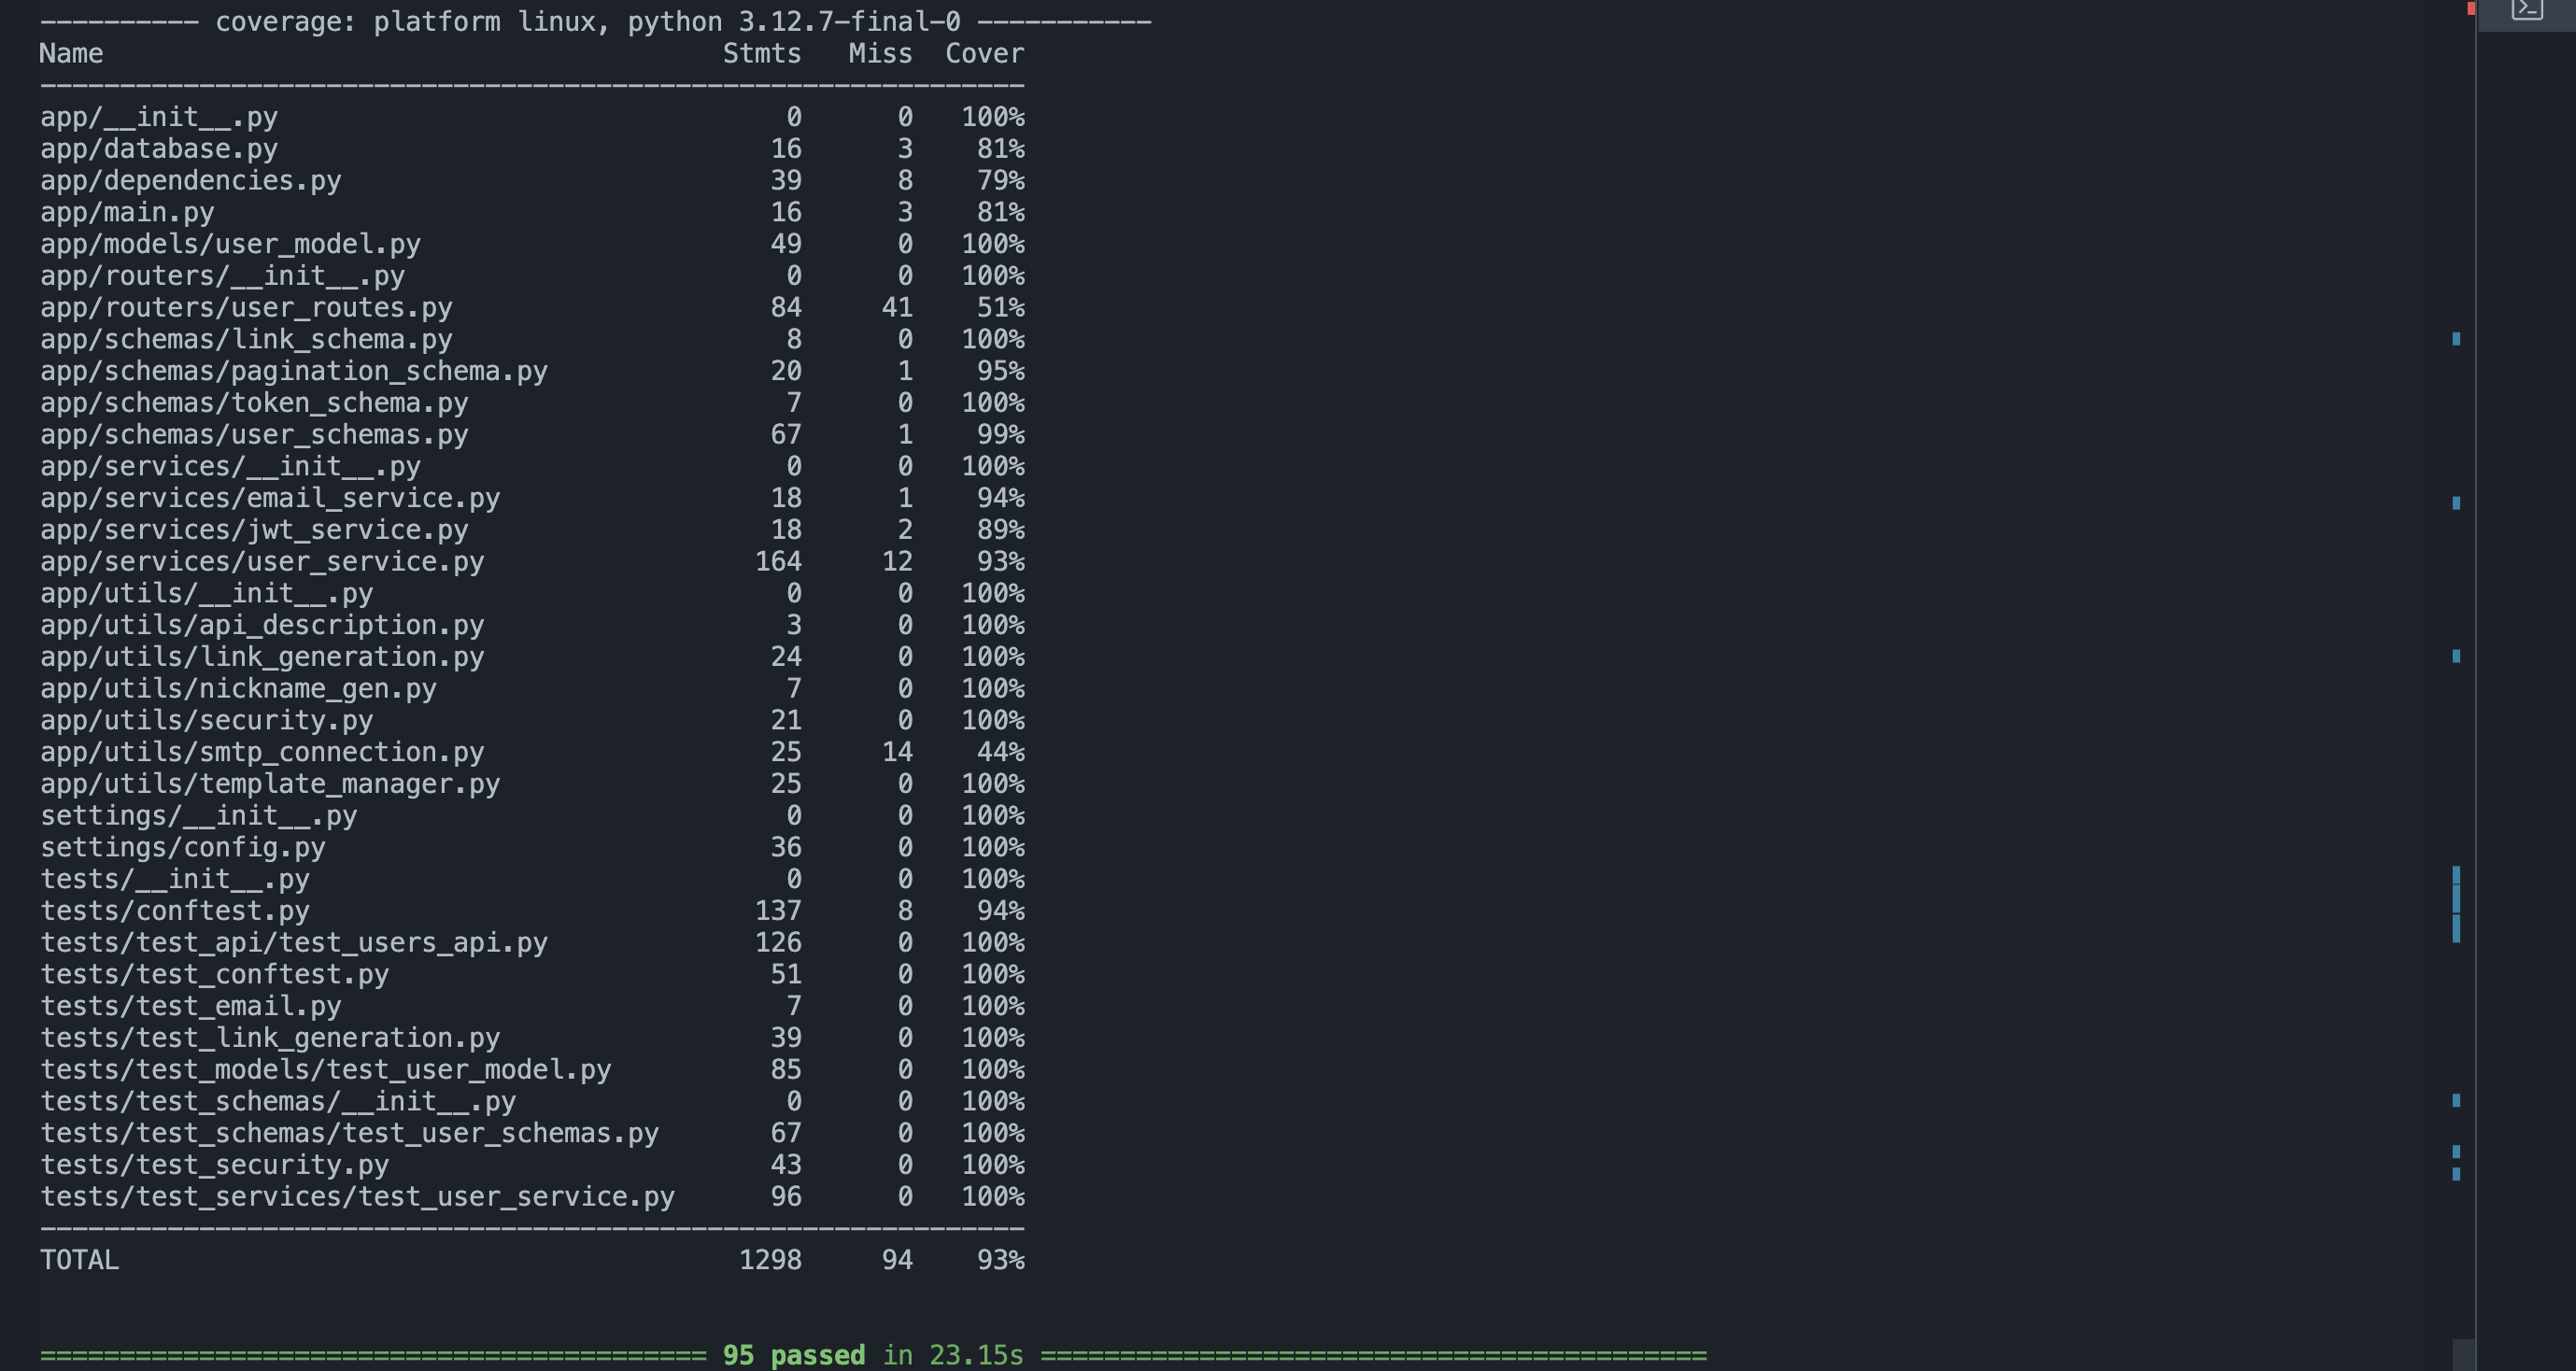 ---------- coverage: platform linux, python 3.12.7-final-0 -----------
Name                                       Stmts   Miss  Cover
--------------------------------------------------------------
app/__init__.py                                0      0   100%
app/database.py                               16      3    81%
app/dependencies.py                           39      8    79%
app/main.py                                   16      3    81%
app/models/user_model.py                      49      0   100%
app/routers/__init__.py                        0      0   100%
app/routers/user_routes.py                    84     41    51%
app/schemas/link_schema.py                     8      0   100%
app/schemas/pagination_schema.py              20      1    95%
app/schemas/token_schema.py                    7      0   100%
app/schemas/user_schemas.py                   67      1    99%
app/services/__init__.py                       0      0   100%
app/services/email_service.py                 18      1    94%
app/services/jwt_service.py                   18      2    89%
app/services/user_service.py                 164     12    93%
app/utils/__init__.py                          0      0   100%
app/utils/api_description.py                   3      0   100%
app/utils/link_generation.py                  24      0   100%
app/utils/nickname_gen.py                      7      0   100%
app/utils/security.py                         21      0   100%
app/utils/smtp_connection.py                  25     14    44%
app/utils/template_manager.py                 25      0   100%
settings/__init__.py                           0      0   100%
settings/config.py                            36      0   100%
tests/__init__.py                              0      0   100%
tests/conftest.py                            137      8    94%
tests/test_api/test_users_api.py             126      0   100%
tests/test_conftest.py                        51      0   100%
tests/test_email.py                            7      0   100%
tests/test_link_generation.py                 39      0   100%
tests/test_models/test_user_model.py          85      0   100%
tests/test_schemas/__init__.py                 0      0   100%
tests/test_schemas/test_user_schemas.py       67      0   100%
tests/test_security.py                        43      0   100%
tests/test_services/test_user_service.py      96      0   100%
--------------------------------------------------------------
TOTAL                                       1298     94    93%
========================================== 95 passed in 23.15s ==========================================